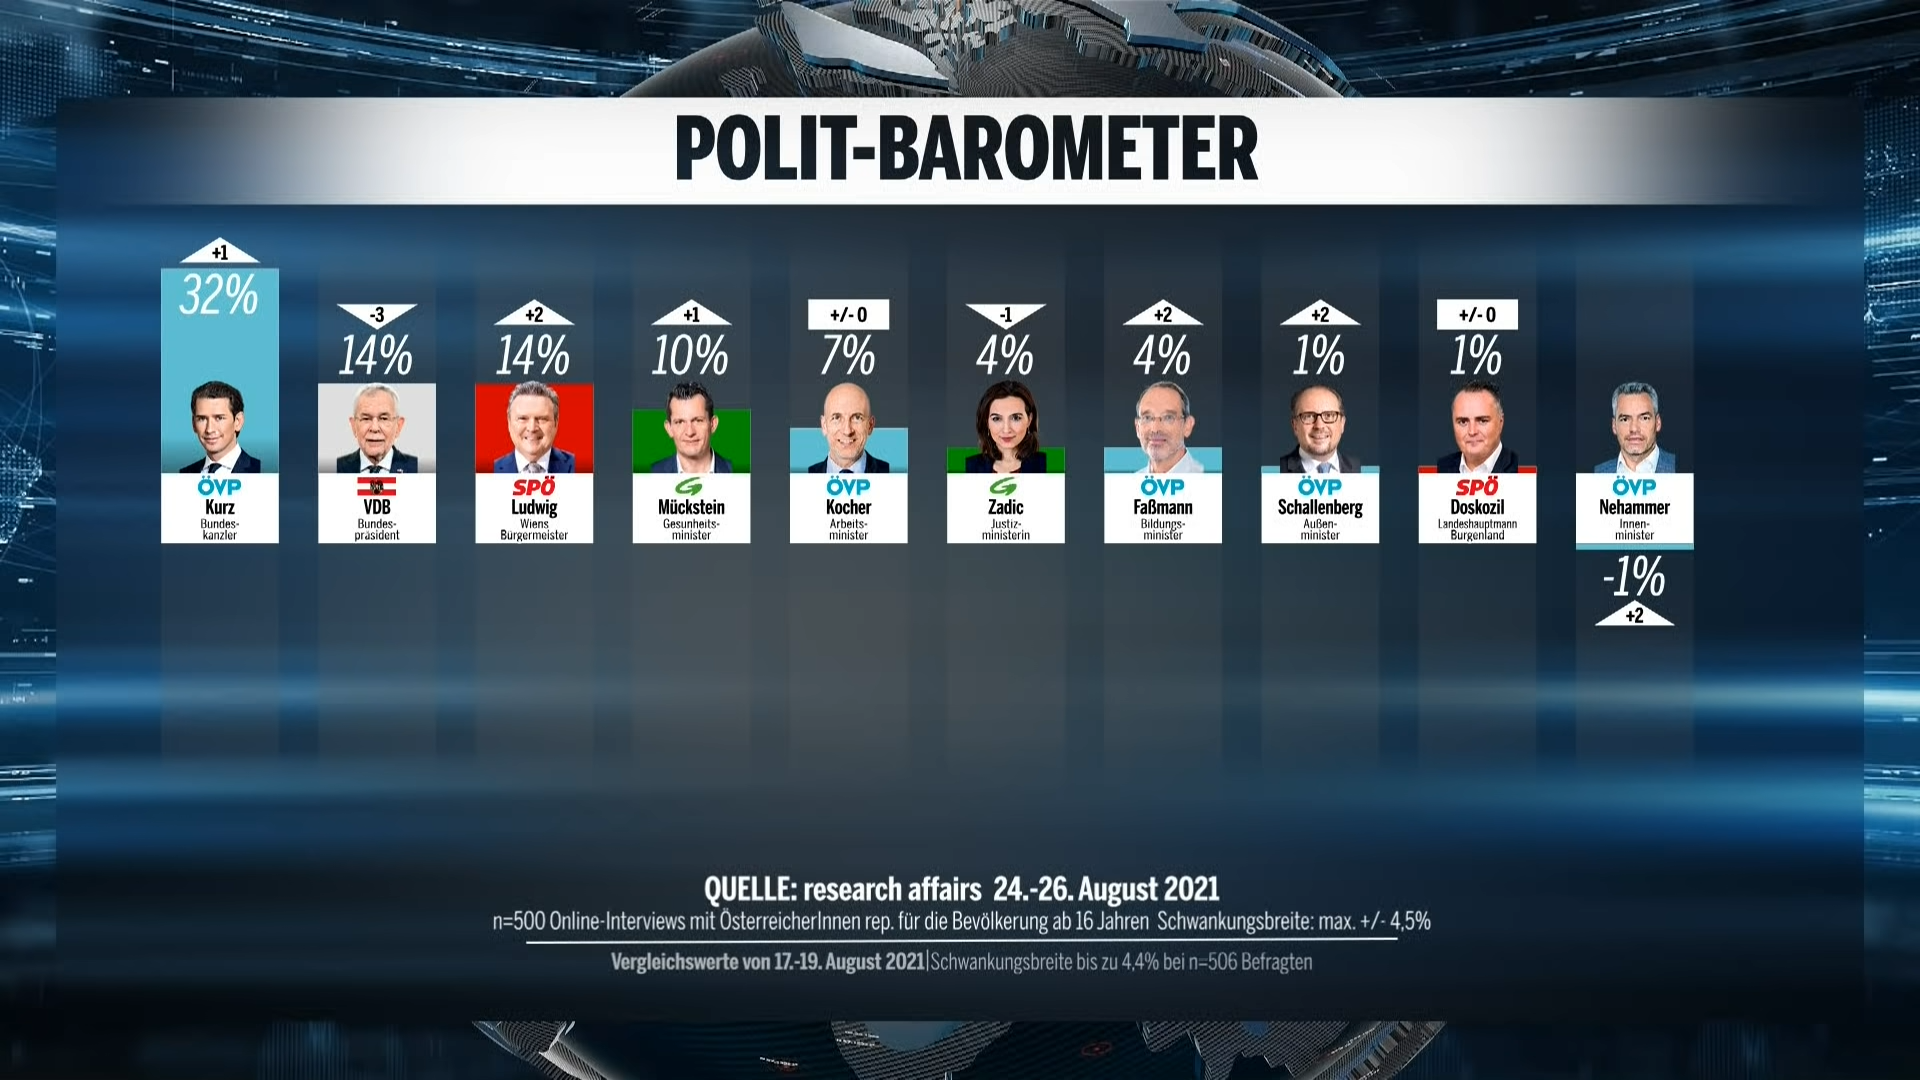 POLIT-BAROMETER
+1
32%
-3
14%
+2
14%
+1
10%
+/- 0
7%
-1
4%
+2
4%
+2
1%
+/- 0
1%
ÖVP
Kurz
Bundes-
kanzler
VDB
Bundes-
präsident
SPÖ
Ludwig
Wiens
Bürgermeister
Mückstein
Gesunheits-
minister
ÖVP
Kocher
Arbeits-
minister
Zadic
Justiz-
ministerin
ÖVP
Faßmann
Bildungs-
minister
ÖVP
Schallenberg
Außen-
minister
SPÖ
Doskozil
Landeshauptmann
Burgenland
ÖVP
Nehammer
Innen-
minister
-1%
+2
QUELLE: research affairs 24.-26. August 2021
n=500 Online-Interviews mit ÖsterreicherInnen rep. für die Bevölkerung ab 16 Jahren Schwankungsbreite: max. +/- 4,5%
Vergleichswerte von 17.-19. August 2021|Schwankungsbreite bis zu 4,4% bei n=506 Befragten